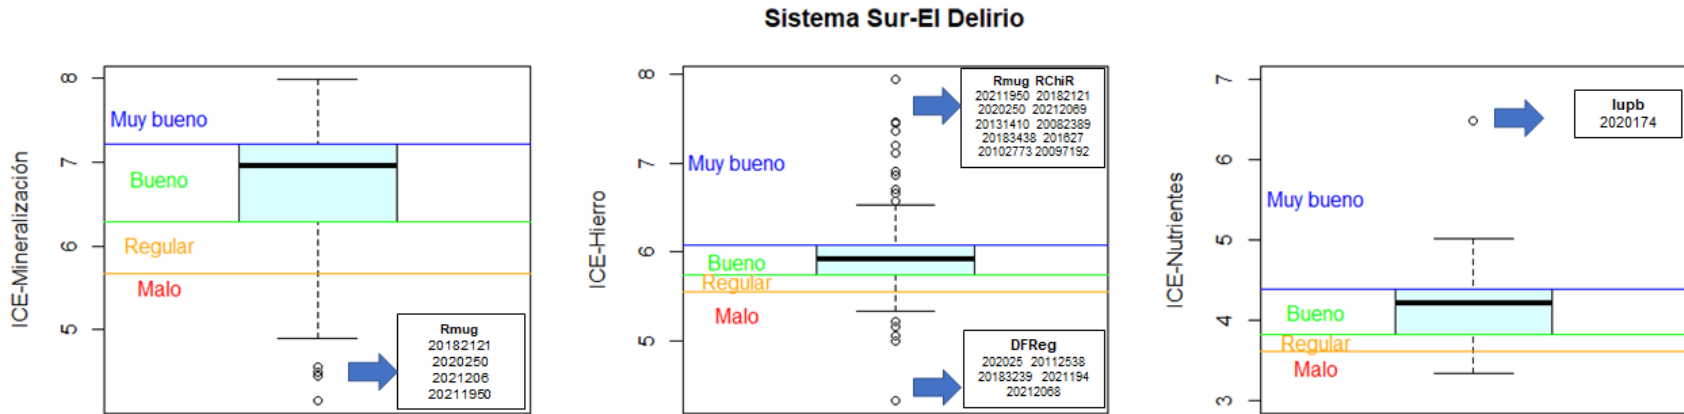 Sistema Sur-El Delirio
ICE-Mineralización
8
7
6
5
Muy bueno
Bueno
Regular
Malo
Rmug
20182121
2020250
2021206
20211950
ICE-Hierro
8
7
6
5
Muy bueno
Bueno
Regular
Malo
Rmug RChiR
20211950 20182121
2020250 20212069
20131410 20082389
20183438 201627
20102773 20097192
DFReg
202025 20112538
20183239 2021194
20212068
ICE-Nutrientes
7
6
5
4
3
Muy bueno
Bueno
Regular
Malo
lupb
2020174